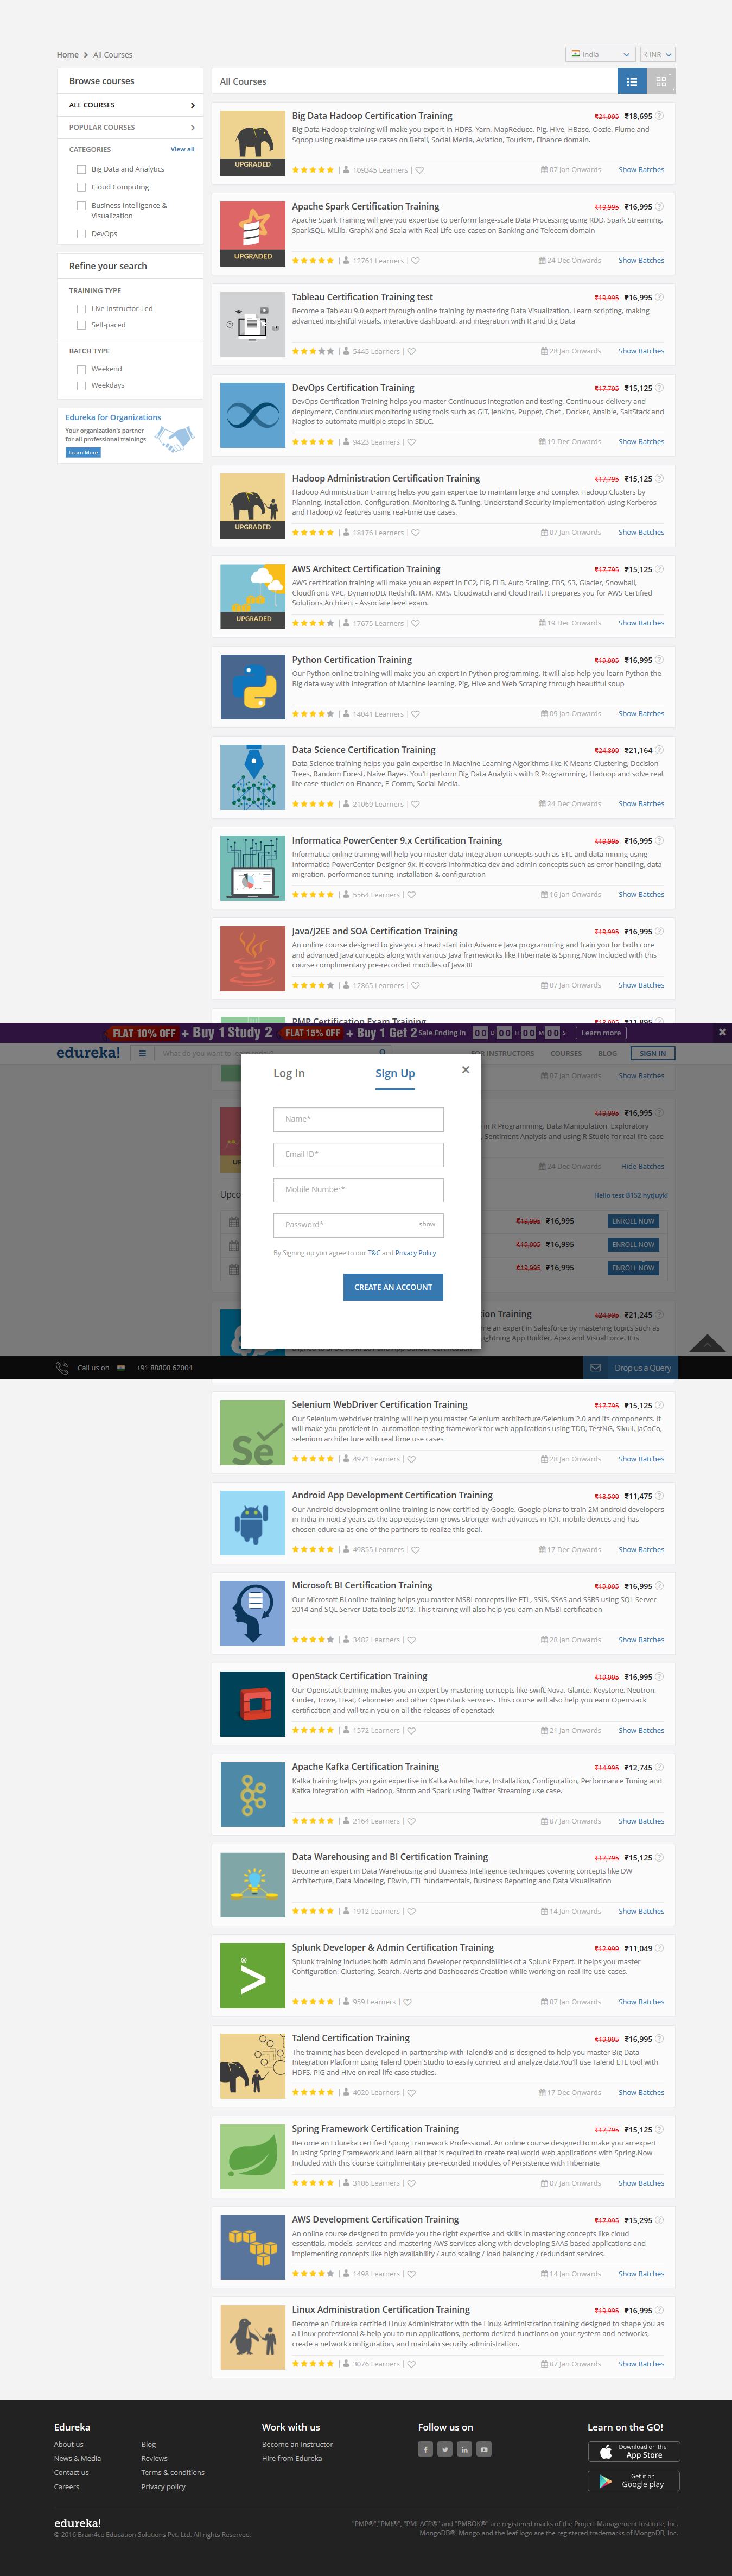 Home > All Courses
India
₹ INR
Browse courses
ALL COURSES
POPULAR COURSES
CATEGORIES View all
Big Data and Analytics
Cloud Computing
Business Intelligence &
Visualization
DevOps
Refine your search
TRAINING TYPE
Live Instructor-Led
Self-paced
BATCH TYPE
Weekend
Weekdays
Edureka for Organizations
Your organization's partner
for all professional trainings
Learn More
All Courses
Big Data Hadoop Certification Training ₹21,995 ₹18,695
Big Data Hadoop training will make you expert in HDFS, Yarn, MapReduce, Pig, Hive, HBase, Oozie, Flume and
Sqoop using real-time use cases on Retail, Social Media, Aviation, Tourism, Finance domain.
UPGRADED
109345 Learners 07 Jan Onwards Show Batches
Apache Spark Certification Training ₹19,995 ₹16,995
Apache Spark Training will give you expertise to perform large-scale Data Processing using RDD, Spark Streaming,
SparkSQL, MLlib, GraphX and Scala with Real Life use-cases on Banking and Telecom domain
UPGRADED
12761 Learners 24 Dec Onwards Show Batches
Tableau Certification Training test ₹19,995 ₹16,995
Become a Tableau 9.0 expert through online training by mastering Data Visualization. Learn scripting, making
advanced insightful visuals, interactive dashboard, and integration with R and Big Data
5445 Learners 28 Jan Onwards Show Batches
DevOps Certification Training ₹17,795 ₹15,125
DevOps Certification Training helps you master Continuous integration and testing, Continuous delivery and
deployment, Continuous monitoring using tools such as GIT, Jenkins, Puppet, Chef , Docker, Ansible, SaltStack and
Nagios to automate multiple steps in SDLC.
9423 Learners 19 Dec Onwards Show Batches
Hadoop Administration Certification Training ₹17,795 ₹15,125
Hadoop Administration training helps you gain expertise to maintain large and complex Hadoop Clusters by
Planning, Installation, Configuration, Monitoring & Tuning. Understand Security implementation using Kerberos
and Hadoop v2 features using real-time use cases.
UPGRADED
18176 Learners 07 Jan Onwards Show Batches
AWS Architect Certification Training ₹17,795 ₹15,125
AWS certification training will make you an expert in EC2, EIP, ELB, Auto Scaling, EBS, S3, Glacier, Snowball,
Cloudfront, VPC, DynamoDB, Redshift, IAM, KMS, Cloudwatch and CloudTrail. It prepares you for AWS Certified
Solutions Architect - Associate level exam.
UPGRADED
17675 Learners 19 Dec Onwards Show Batches
Python Certification Training ₹19,995 ₹16,995
Our Python online training will make you an expert in Python programming. It will also help you learn Python the
Big data way with integration of Machine learning, Pig, Hive and Web Scraping through beautiful soup
14041 Learners 09 Jan Onwards Show Batches
Data Science Certification Training ₹24,899 ₹21,164
Data Science training helps you gain expertise in Machine Learning Algorithms like K-Means Clustering, Decision
Trees, Random Forest, Naive Bayes. You'll perform Big Data Analytics with R Programming, Hadoop and solve real
life case studies on Finance, E-Comm, Social Media.
21069 Learners 24 Dec Onwards Show Batches
Informatica PowerCenter 9.x Certification Training ₹19,995 ₹16,995
Informatica online training will help you master data integration concepts such as ETL and data mining using
Informatica PowerCenter Designer 9x. It covers Informatica dev and admin concepts such as error handling, data
migration, performance tuning, installation & configuration
5564 Learners 16 Jan Onwards Show Batches
Java/J2EE and SOA Certification Training ₹19,995 ₹16,995
An online course designed to give you a head start into Advance Java programming and train you for both core
and advanced Java concepts along with various Java frameworks like Hibernate & Spring.Now Included with this
course complimentary pre-recorded modules of Java 8!
12865 Learners 07 Jan Onwards Show Batches
PMP Certification Exam Training
FLAT 10% OFF + Buy 1 Study 2 FLAT 15% OFF + Buy 1 Get 2 Sale Ending in 00 D 00 H 00 M 00 S Learn more
edureka! What do you want to FOR INSTRUCTORS COURSES BLOG SIGN IN
07 Jan Onwards Show Batches
₹19,995 ₹16,995
in R Programming, Data Manipulation, Exploratory
Sentiment Analysis and using R Studio for real life case
24 Dec Onwards Hide Batches
Upco Hello text B1S2 hytjuyki
₹19,995 ₹16,995 ENROLL NOW
₹19,995 ₹16,995 ENROLL NOW
₹19,995 ₹16,995 ENROLL NOW
ion Training ₹24,995 ₹21,245
me an expert in Salesforce by mastering topics such as
ightning App Builder, Apex and VisualForce. It is
Log In Sign Up
Name*
Email ID*
Mobile Number*
Password* show
By Signing up you agree to our T&C and Privacy Policy
CREATE AN ACCOUNT
Call us on +91 88808 62004 Drop us a Query
Selenium WebDriver Certification Training ₹17,795 ₹15,125
Our Selenium webdriver training will help you master Selenium architecture/Selenium 2.0 and its components. It
will make you proficient in automation testing framework for web applications using TDD, TestNG, Sikuli, JaCoCo,
selenium architecture with real time use cases
Se
4971 Learners 28 Jan Onwards Show Batches
Android App Development Certification Training ₹13,500 ₹11,475
Our Android development online training-is now certified by Google. Google plans to train 2M android developers
in India in next 3 years as the app ecosystem grows stronger with advances in IOT, mobile devices and has
chosen edureka as one of the partners to realize this goal.
49855 Learners 17 Dec Onwards Show Batches
Microsoft BI Certification Training ₹19,995 ₹16,995
Our Microsoft BI online training helps you master MSBI concepts like ETL, SSIS, SSAS and SSRS using SQL Server
2014 and SQL Server Data tools 2013. This training will also help you earn an MSBI certification
3482 Learners 28 Jan Onwards Show Batches
OpenStack Certification Training ₹19,995 ₹16,995
Our Openstack training makes you an expert by mastering concepts like swift,Nova, Glance, Keystone, Neutron,
Cinder, Trove, Heat, Celiometer and other OpenStack services. This course will also help you earn Openstack
certification and will train you on all the releases of openstack
1572 Learners 21 Jan Onwards Show Batches
Apache Kafka Certification Training ₹14,995 ₹12,745
Kafka training helps you gain expertise in Kafka Architecture, Installation, Configuration, Performance Tuning and
Kafka Integration with Hadoop, Storm and Spark using Twitter Streaming use case.
2164 Learners 07 Jan Onwards Show Batches
Data Warehousing and BI Certification Training ₹17,795 ₹15,125
Become an expert in Data Warehousing and Business Intelligence techniques covering concepts like DW
Architecture, Data Modeling, ERwin, ETL fundamentals, Business Reporting and Data Visualisation
1912 Learners 14 Jan Onwards Show Batches
Splunk Developer & Admin Certification Training ₹12,999 ₹11,049
Splunk training includes both Admin and Developer responsibilities of a Splunk Expert. It helps you master
Configuration, Clustering, Search, Alerts and Dashboards Creation while working on real-life use-cases.
959 Learners 07 Jan Onwards Show Batches
Talend Certification Training ₹19,995 ₹16,995
The training has been developed in partnership with Talend® and is designed to help you master Big Data
Integration Platform using Talend Open Studio to easily connect and analyze data.You'll use Talend ETL tool with
HDFS, PIG and Hive on real-life case studies.
4020 Learners 17 Dec Onwards Show Batches
Spring Framework Certification Training ₹17,795 ₹15,125
Become an Edureka certified Spring Framework Professional. An online course designed to make you an expert
in using Spring Framework and learn all that is required to create real world web applications with Spring.Now
Included with this course complimentary pre-recorded modules of Persistence with Hibernate
3106 Learners 07 Jan Onwards Show Batches
AWS Development Certification Training ₹17,995 ₹15,295
An online course designed to provide you the right expertise and skills in mastering concepts like cloud
essentials, models, services and mastering AWS services along with developing SAAS based applications and
implementing concepts like high availability / auto scaling / load balancing / redundant services.
1498 Learners 14 Jan Onwards Show Batches
Linux Administration Certification Training ₹19,995 ₹16,995
Become an Edureka certified Linux Administrator with the Linux Administration training designed to shape you as
a Linux professional & help you to run applications, perform desired functions on your system and networks,
create a network configuration, and maintain security administration.
3076 Learners 07 Jan Onwards Show Batches
Edureka Work with us Follow us on Learn on the GO!
About us Blog Become an Instructor
News & Media Reviews Hire from Edureka
Contact us Terms & conditions
Careers Privacy policy
Download on the
App Store
Get it on
Google play
edureka!
© 2016 Brain4ce Education Solutions Pvt. Ltd. All rights Reserved.
"PMP®","PMI®", "PMI-ACP®" and "PMBOK®" are registered marks of the Project Management Institute, Inc.
MongoDB®, Mongo and the leaf logo are the registered trademarks of MongoDB, Inc.